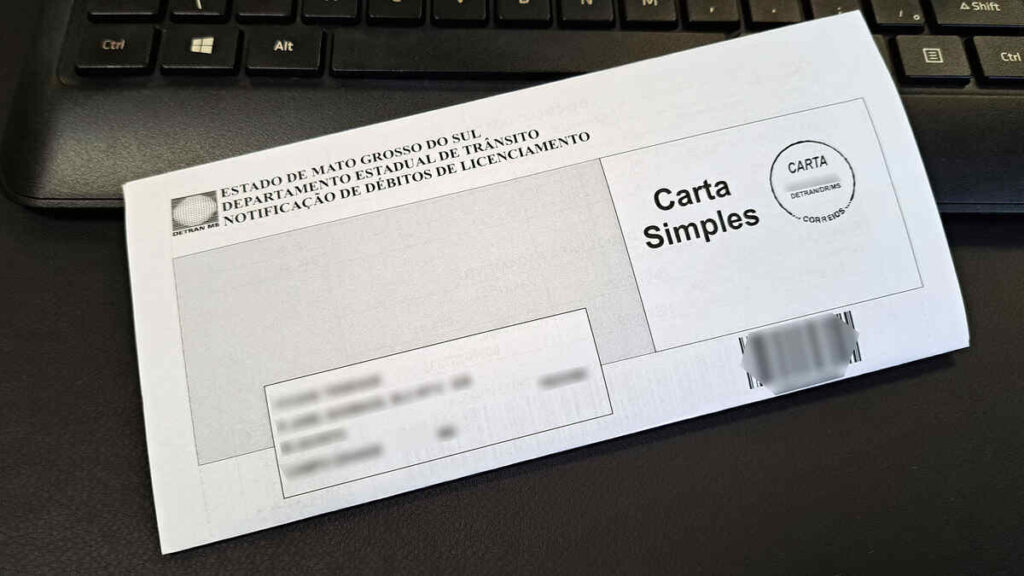 Ctrl
Alt
N
M
Shift
Ctrl
ESTADO DE MATO GROSSO DO SUL
DEPARTAMENTO ESTADUAL DE TRÂNSITO
NOTIFICAÇÃO DE DÉBITOS DE LICENCIAMENTO
DETRAN MS
Carta
Simples
CARTA
DETRAN/DR/MS
CORREIOS